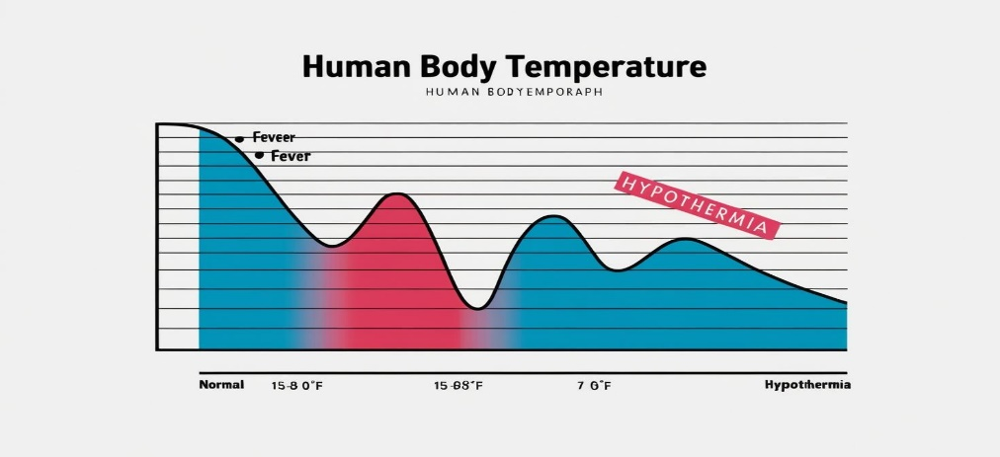 Human Body Temperature
HUMAN BODYEMPORAPH
Feveer
Fever
HYPOTHERMIA
Normal 15-8 0°F 15-08°F 7 0°F Hypothermia